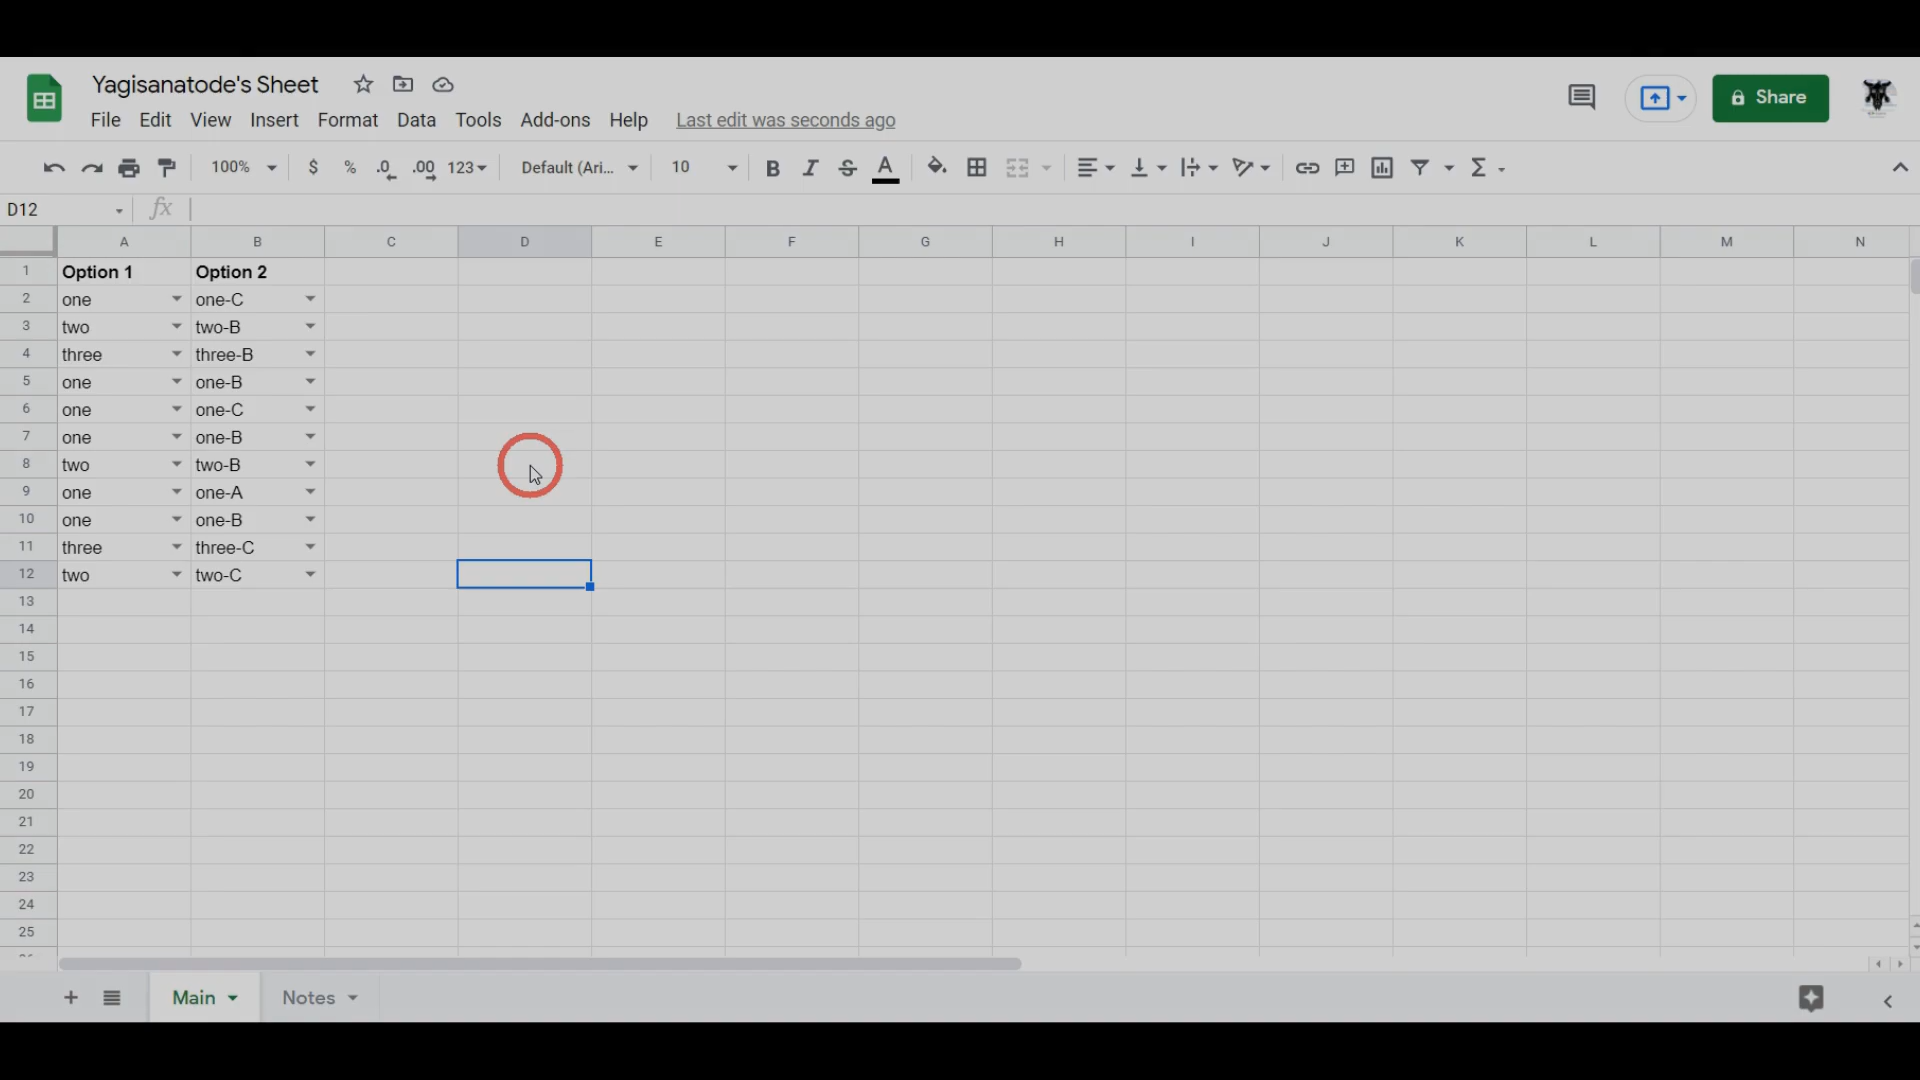 Yagisanatode's Sheet
File Edit View Insert Format Data Tools Add-ons Help Last edit was seconds ago
Share
100% $ % .0 .00 123 Default (Ari... 10 B I S A
D12 fx
A B C D E F G H I J K L M N
1 Option 1 Option 2
2 one one-C
3 two two-B
4 three three-B
5 one one-B
6 one one-C
7 one one-B
8 two two-B
9 one one-A
10 one one-B
11 three three-C
12 two two-C
13
14
15
16
17
18
19
20
21
22
23
24
25
Main Notes